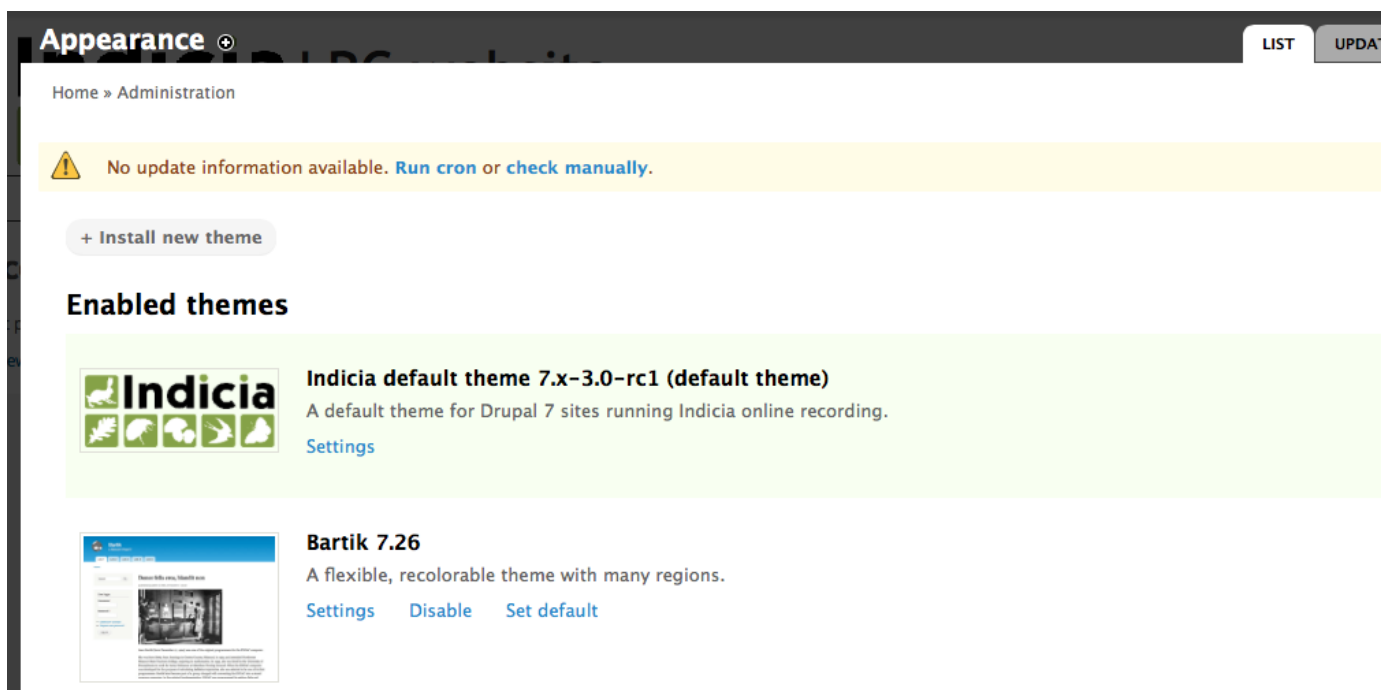 Appearance
LIST
UPDAT
Home » Administration
No update information available. Run cron or check manually.
+ Install new theme
Enabled themes
Indicia
Indicia default theme 7.x-3.0-rc1 (default theme)
A default theme for Drupal 7 sites running Indicia online recording.
Settings
Bartik 7.26
A flexible, recolorable theme with many regions.
Settings Disable Set default